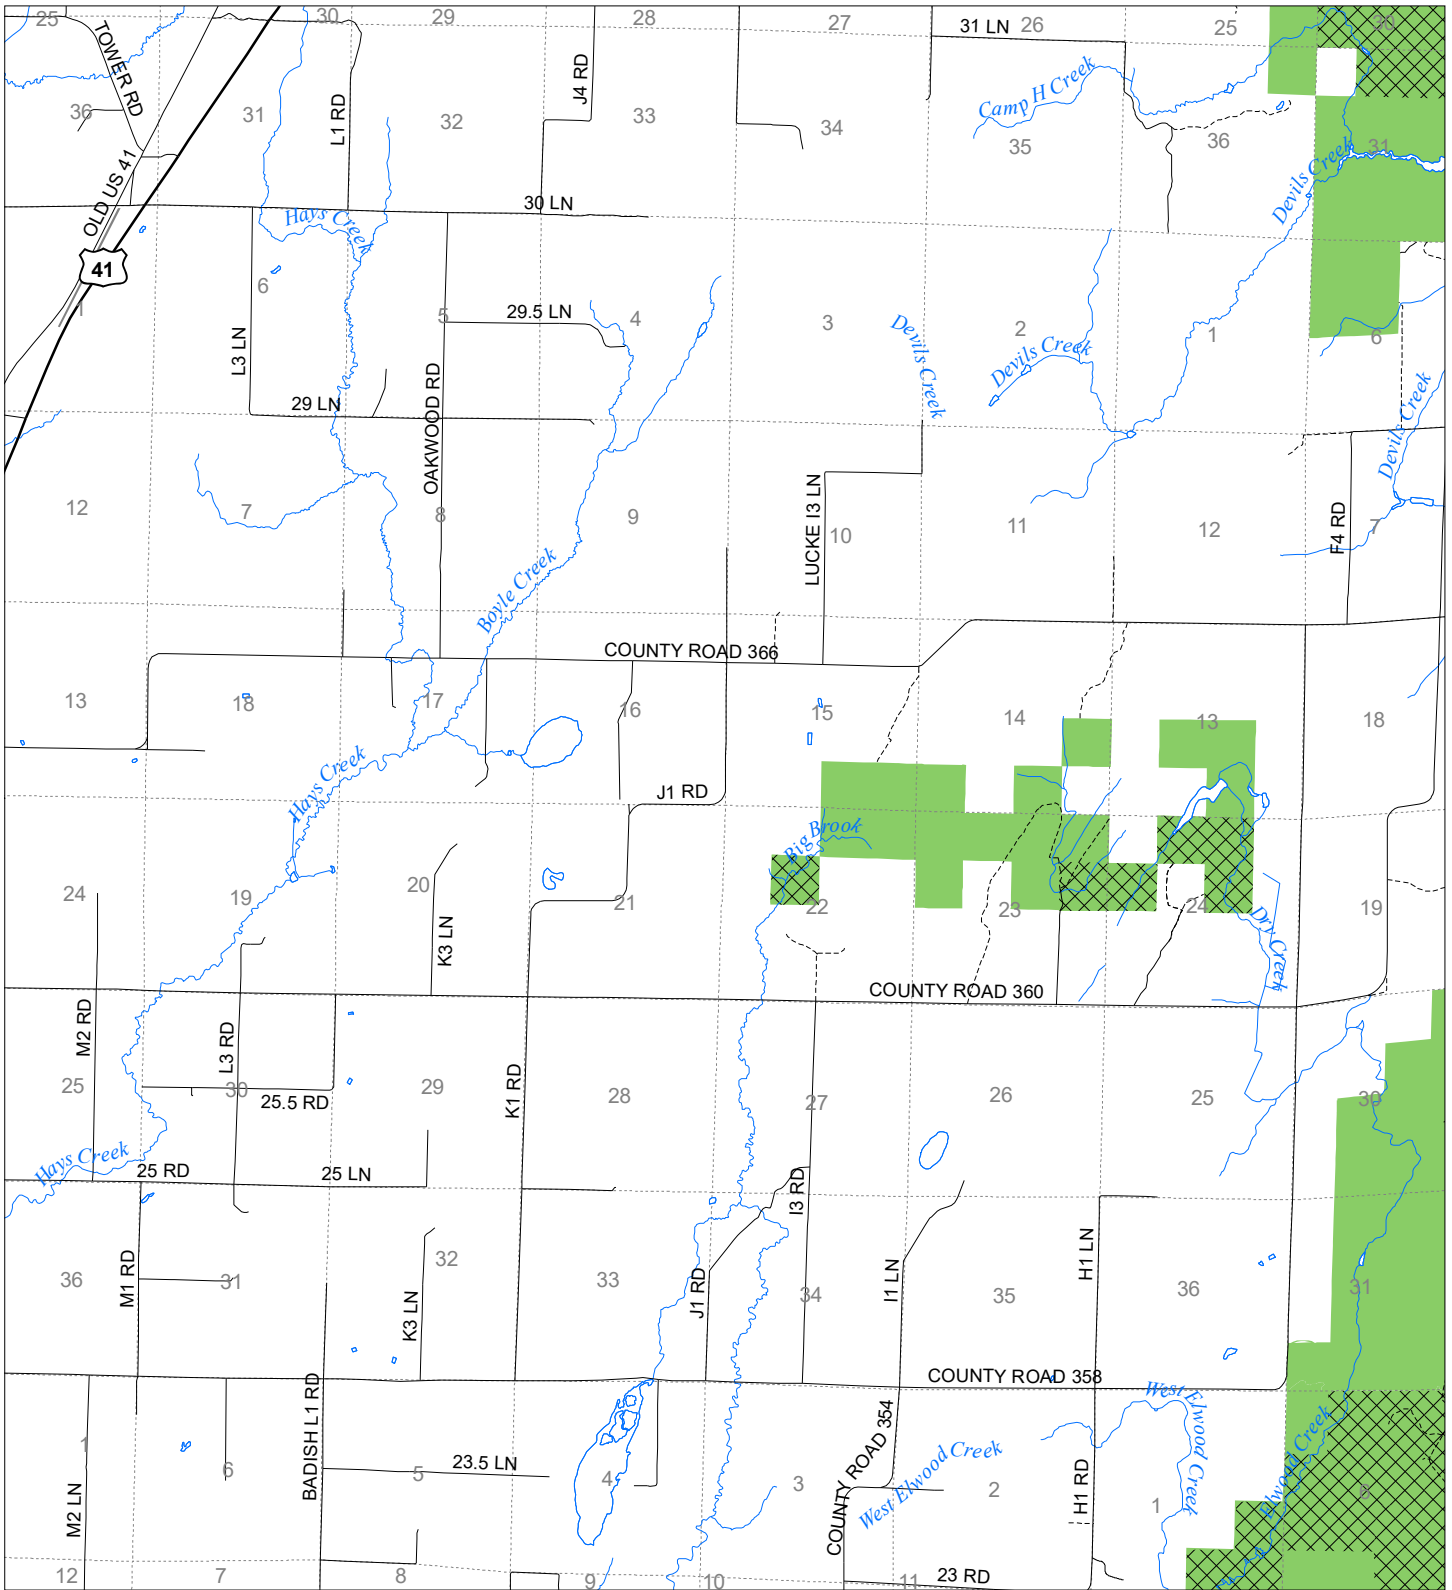 25
30
29
28
27
31 LN
26
25
30
TOWER RD
J4 RD
L1 RD
Camp H Creek
36
31
32
33
34
35
36
31
OLD US 41
Devils Creek
30 LN
Hays Creek
41
6
1
5
29.5 LN
4
3
2
1
6
L3 LN
Devils Creek
Devils Creek
OAKWOOD RD
29 LN
Devils Creek
12
7
8
9
LUCKE I3 LN
10
11
12
F4 RD
7
Boyle Creek
COUNTY ROAD 366
13
18
17
16
15
14
13
18
Hays Creek
J1 RD
Big Brook
24
19
20
K3 LN
21
22
23
24
19
Dry Creek
COUNTY ROAD 360
M2 RD
L3 RD
25
30
25.5 RD
29
K1 RD
28
27
26
25
30
Hays Creek
25 RD
25 LN
I3 RD
36
M1 RD
31
32
K3 LN
33
J1 RD
34
I1 LN
35
H1 LN
36
31
COUNTY ROAD 358
West Elwood Creek
1
M2 LN
6
BADISH L1 RD
5
23.5 LN
4
3
COUNTY ROAD 354
West Elwood Creek
2
H1 RD
1
Elwood Creek
6
12
7
8
9
10
11
23 RD